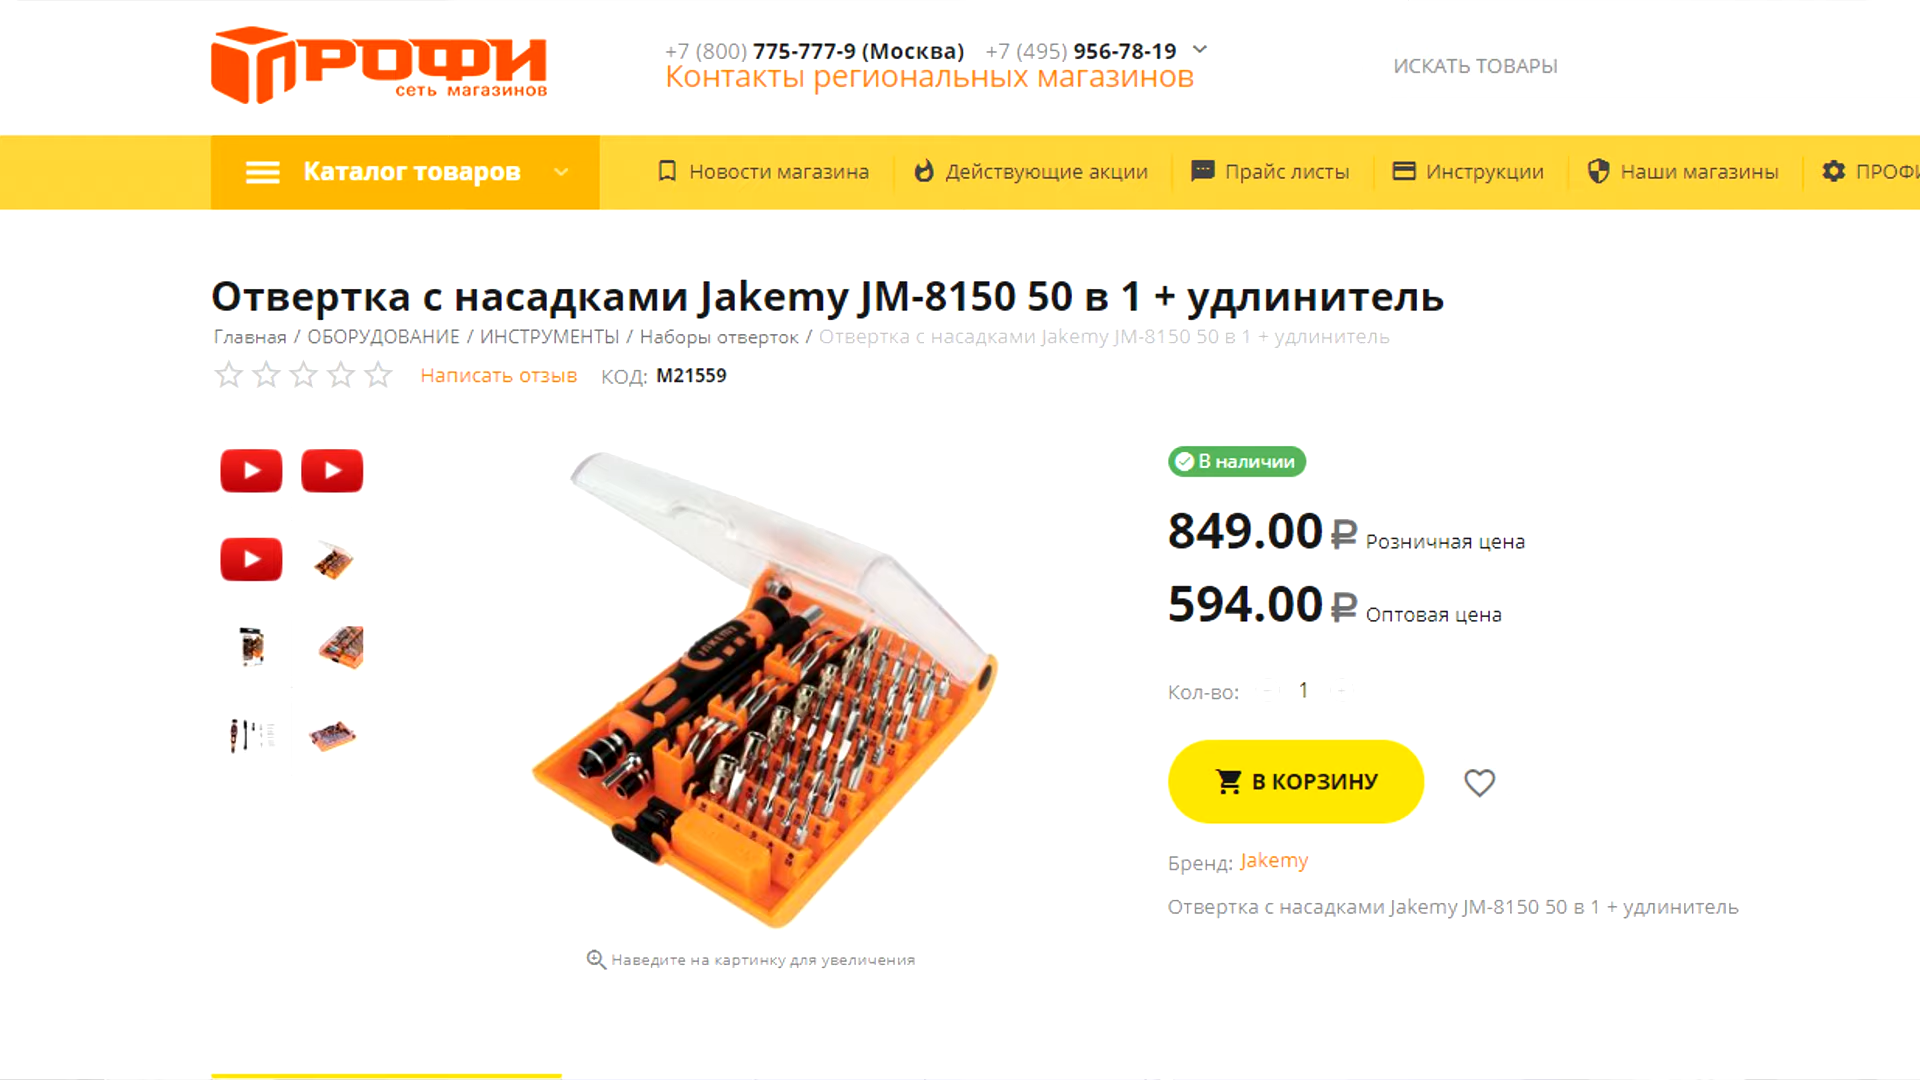 ПРОФИ
сеть магазинов
+7 (800) 775-777-9 (Москва) +7 (495) 956-78-19
Контакты региональных магазинов
ИСКАТЬ ТОВАРЫ
Каталог товаров
Новости магазина
Действующие акции
Прайс листы
Инструкции
Наши магазины
ПРОФИ
Отвертка с насадками Jakemy JM-8150 50 в 1 + удлинитель
Главная / ОБОРУДОВАНИЕ / ИНСТРУМЕНТЫ / Наборы отверток / Отвертка с насадками Jakemy JM-8150 50 в 1 + удлинитель
Написать отзыв КОД: M21559
В наличии
849.00 ₽ Розничная цена
594.00 ₽ Оптовая цена
Кол-во: 1
В КОРЗИНУ
Бренд: Jakemy
Отвертка с насадками Jakemy JM-8150 50 в 1 + удлинитель
JAKEMY
Наведите на картинку для увеличения